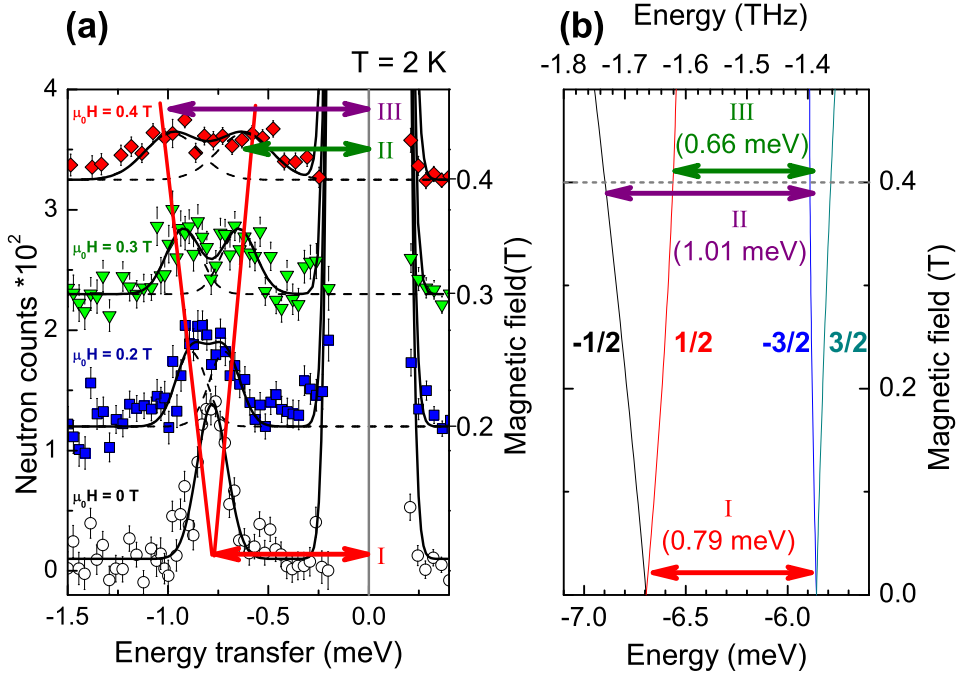 (a)
T = 2 K
4
3
2
1
0
Neutron counts *10²
μ₀H = 0.4 T
μ₀H = 0.3 T
μ₀H = 0.2 T
μ₀H = 0 T
III
II
I
0.4
0.3
0.2
Magnetic field(T)
-1.5 -1.0 -0.5 0.0
Energy transfer (meV)
(b)
Energy (THz)
-1.8 -1.7 -1.6 -1.5 -1.4
III
(0.66 meV)
II
(1.01 meV)
-1/2 1/2 -3/2 3/2
I
(0.79 meV)
0.4
0.2
0.0
Magnetic field (T)
-7.0 -6.5 -6.0
Energy (meV)